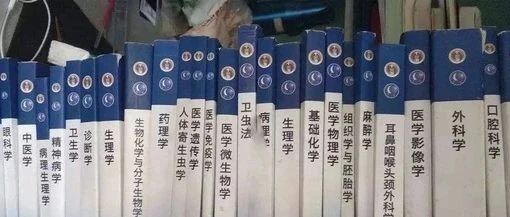 眼科学
中医学
病理生理学
精神病学
卫生学
诊断学
生理学
生物化学与分子生物学
药理学
人体寄生虫学
医学遗传学
医学免疫学
医学微生物学
卫生法
病理学
生理学
基础化学
医学物理学
组织学与胚胎学
麻醉学
耳鼻咽喉头颈外科学
医学影像学
外科学
口腔科学